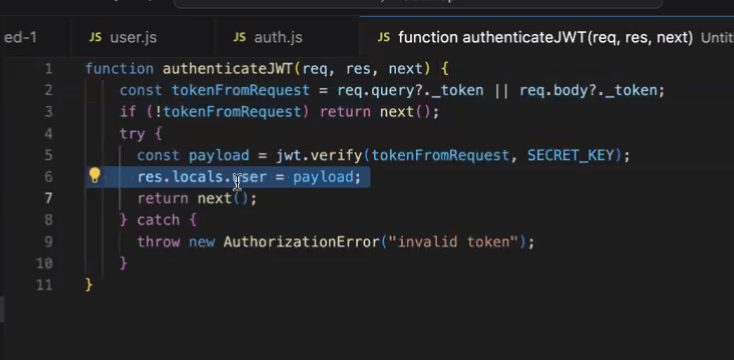 ed-1 JS user.js JS auth.js JS function authenticateJWT(req, res, next) { Untit
1 function authenticateJWT(req, res, next) {
2 const tokenFromRequest = req.query?._token || req.body?._token;
3 if (!tokenFromRequest) return next();
4 try {
5 const payload = jwt.verify(tokenFromRequest, SECRET_KEY);
6 res.locals.user = payload;
7 return next();
8 } catch {
9 throw new AuthorizationError("invalid token");
10 }
11 }